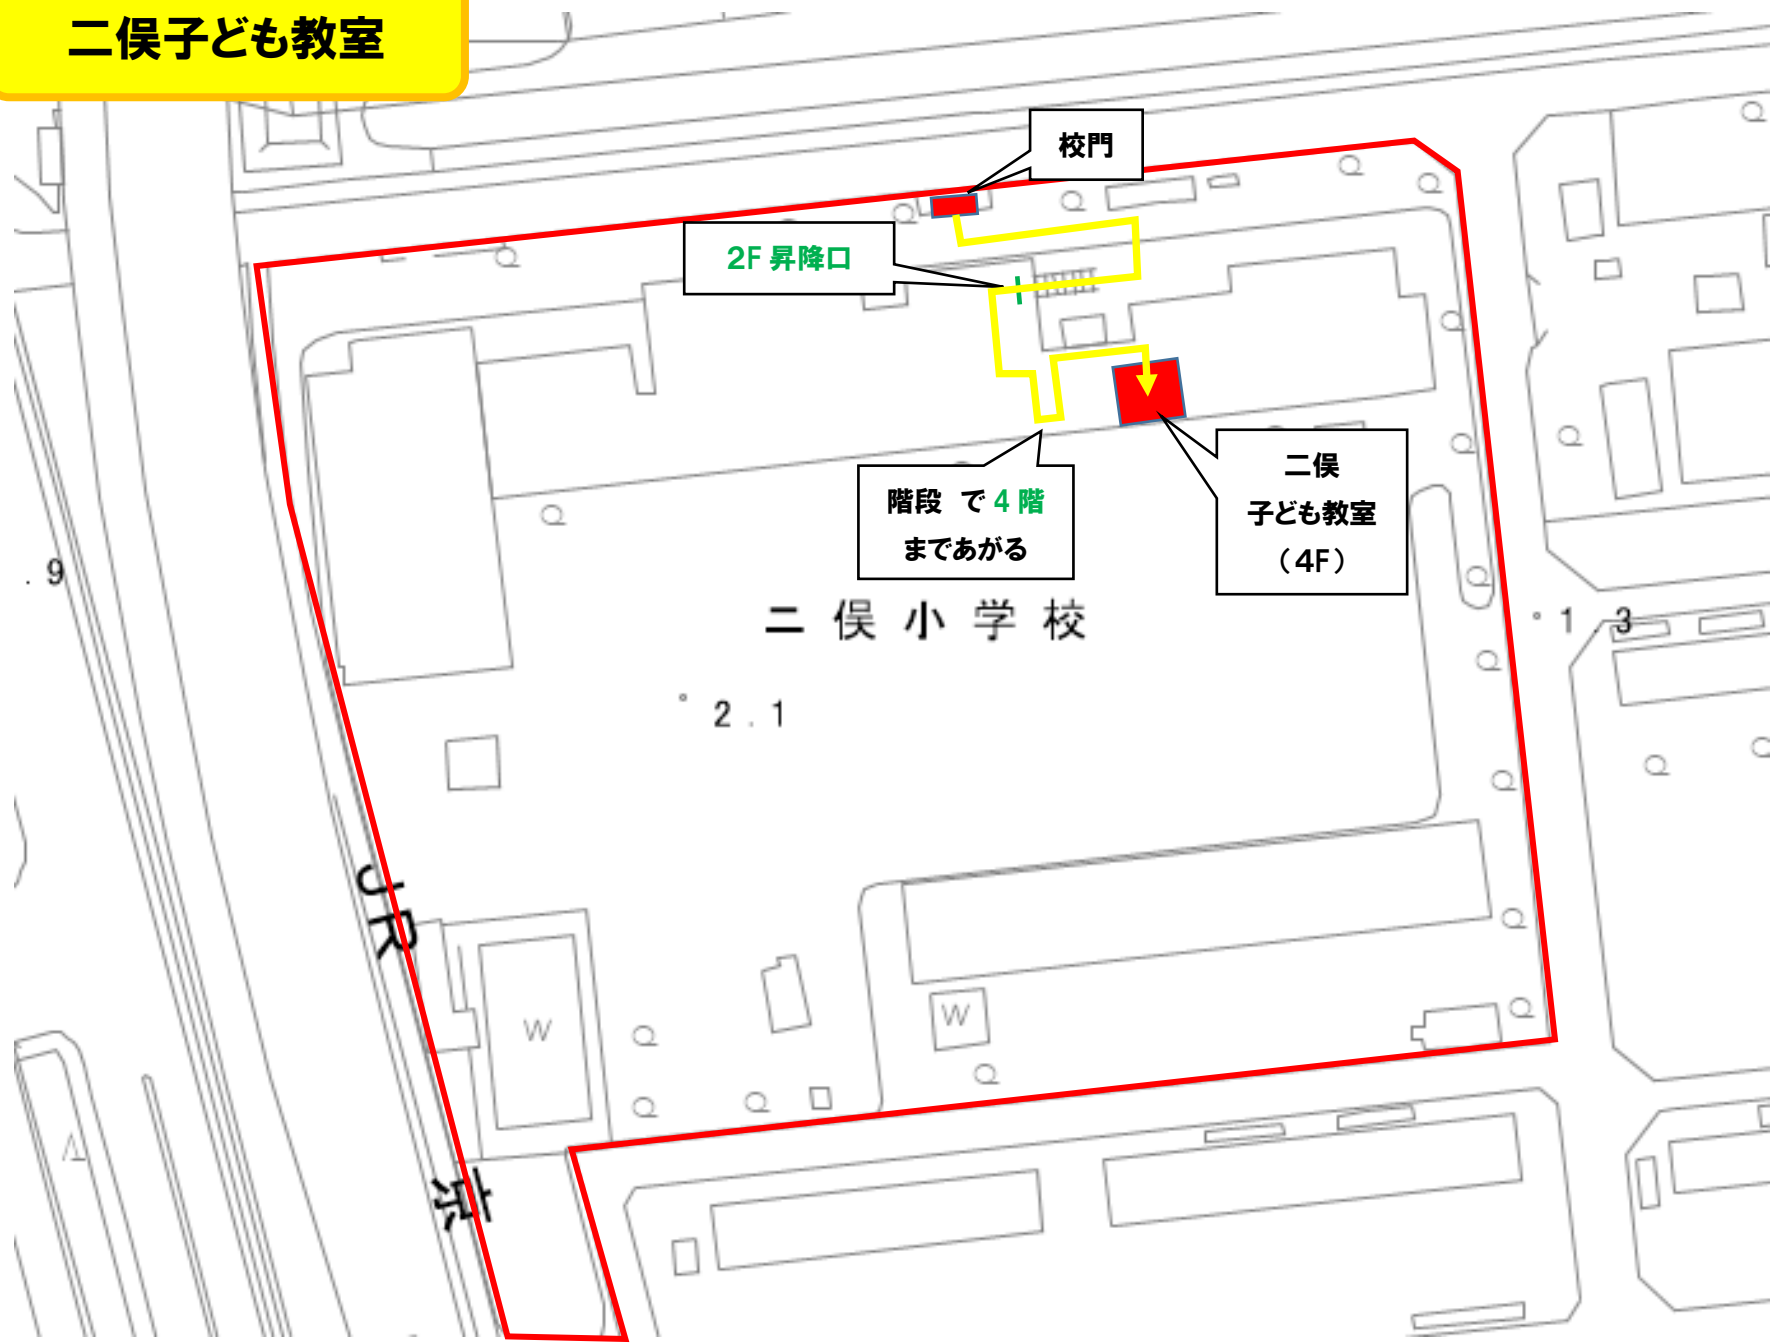 二俣子ども教室
校門
2F 昇降口
階段 で 4 階
まであがる
二俣
子ども教室
（4F）
二俣小学校
. 9
1 . 3
2 . 1
JR
京
W
W